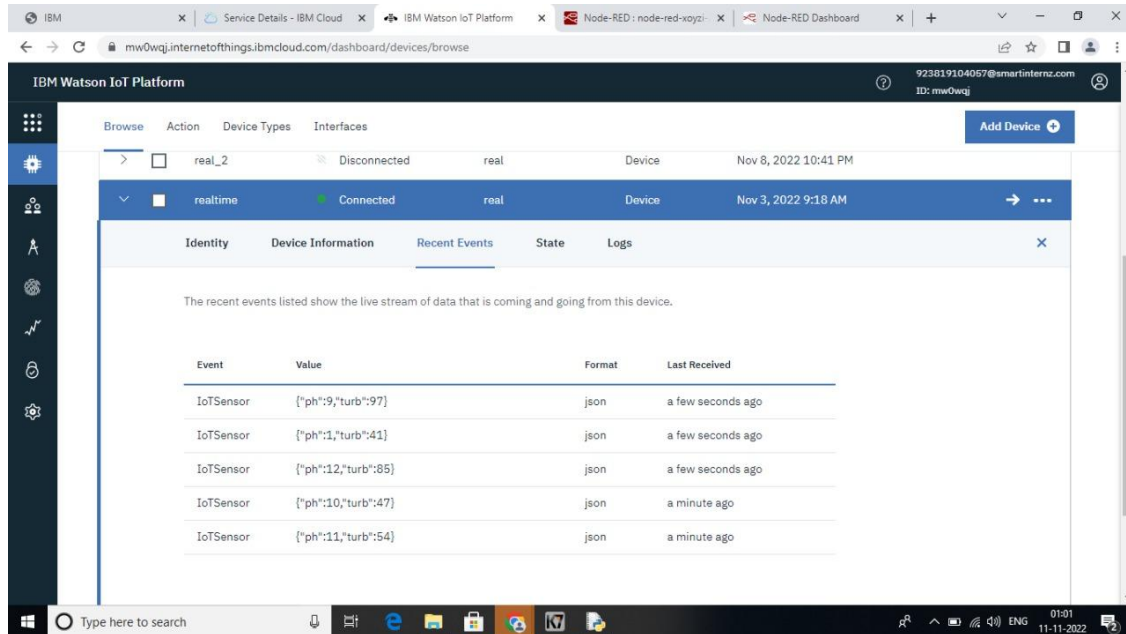 IBM
Service Details - IBM Cloud
IBM Watson IoT Platform
Node-RED : node-red-xoyzi-
Node-RED Dashboard
mw0wqj.internetofthings.ibmcloud.com/dashboard/devices/browse
IBM Watson IoT Platform
923819104057@smartinternz.com
ID: mw0wqj
Browse Action Device Types Interfaces Add Device
real_2 Disconnected real Device Nov 8, 2022 10:41 PM
realtime Connected real Device Nov 3, 2022 9:18 AM
Identity Device Information Recent Events State Logs
The recent events listed show the live stream of data that is coming and going from this device.
Event Value Format Last Received
IoTSensor {"ph":9,"turb":97} json a few seconds ago
IoTSensor {"ph":1,"turb":41} json a few seconds ago
IoTSensor {"ph":12,"turb":85} json a few seconds ago
IoTSensor {"ph":10,"turb":47} json a minute ago
IoTSensor {"ph":11,"turb":54} json a minute ago
Type here to search
K7
ENG
01:01
11-11-2022
2